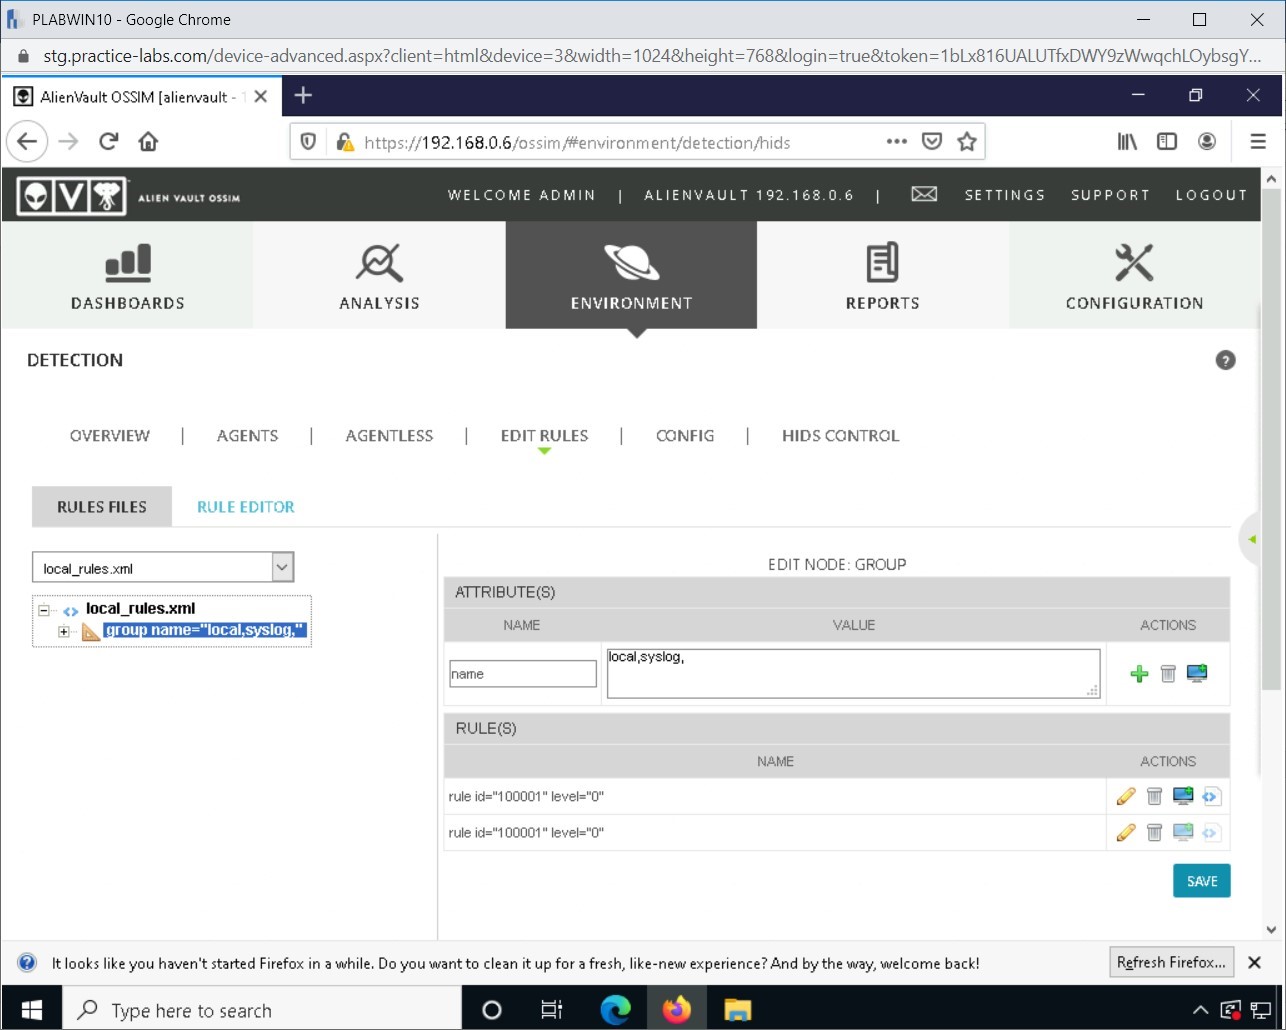 PLABWIN10 - Google Chrome
stg.practice-labs.com/device-advanced.aspx?client=html&device=3&width=1024&height=768&login=true&token=1bLx816UALUTfxDWY9zWwqchLOybsgY...
AlienVault OSSIM [alienvault - 1
https://192.168.0.6/ossim/#environment/detection/hids
V ALIEN VAULT OSSIM WELCOME ADMIN | ALIENVAULT 192.168.0.6 | SETTINGS SUPPORT LOGOUT
DASHBOARDS ANALYSIS ENVIRONMENT REPORTS CONFIGURATION
DETECTION ?
OVERVIEW | AGENTS | AGENTLESS | EDIT RULES | CONFIG | HIDS CONTROL
RULES FILES RULE EDITOR
local_rules.xml
local_rules.xml
group name="local,syslog,"
EDIT NODE: GROUP
ATTRIBUTE(S)
NAME VALUE ACTIONS
name local,syslog,
RULE(S)
NAME ACTIONS
rule id="100001" level="0"
rule id="100001" level="0"
SAVE
? It looks like you haven't started Firefox in a while. Do you want to clean it up for a fresh, like-new experience? And by the way, welcome back! Refresh Firefox...
Type here to search